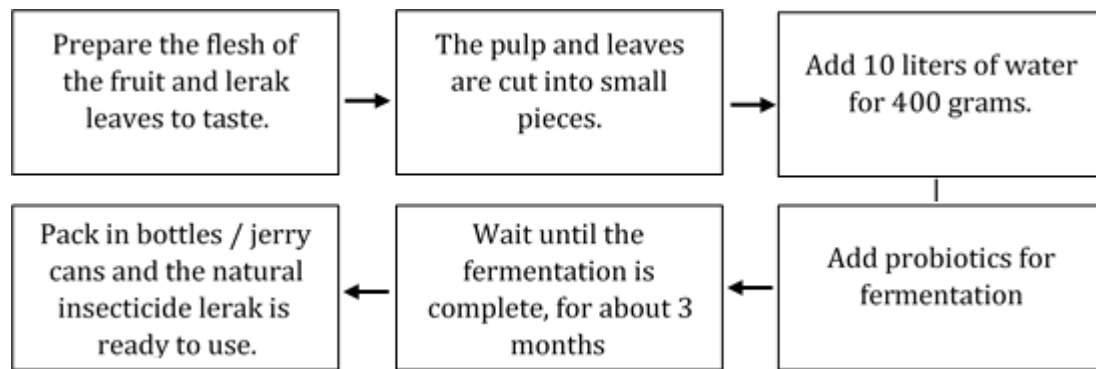 Prepare the flesh of
the fruit and lerak
leaves to taste.
The pulp and leaves
are cut into small
pieces.
Add 10 liters of water
for 400 grams.
Add probiotics for
fermentation
Wait until the
fermentation is
complete, for about 3
months
Pack in bottles / jerry
cans and the natural
insecticide lerak is
ready to use.